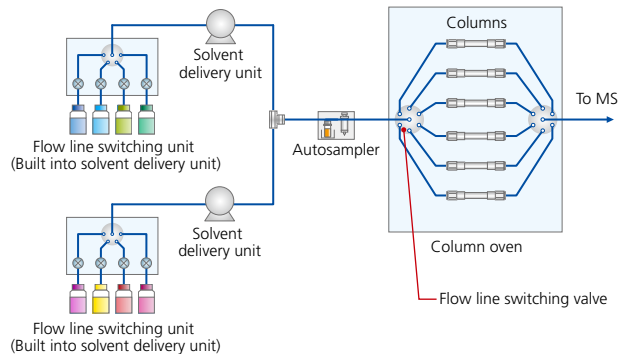 Columns
Solvent
delivery unit
To MS
Autosampler
Flow line switching unit
(Built into solvent delivery unit)
Solvent
delivery unit
Column oven
Flow line switching valve
Flow line switching unit
(Built into solvent delivery unit)